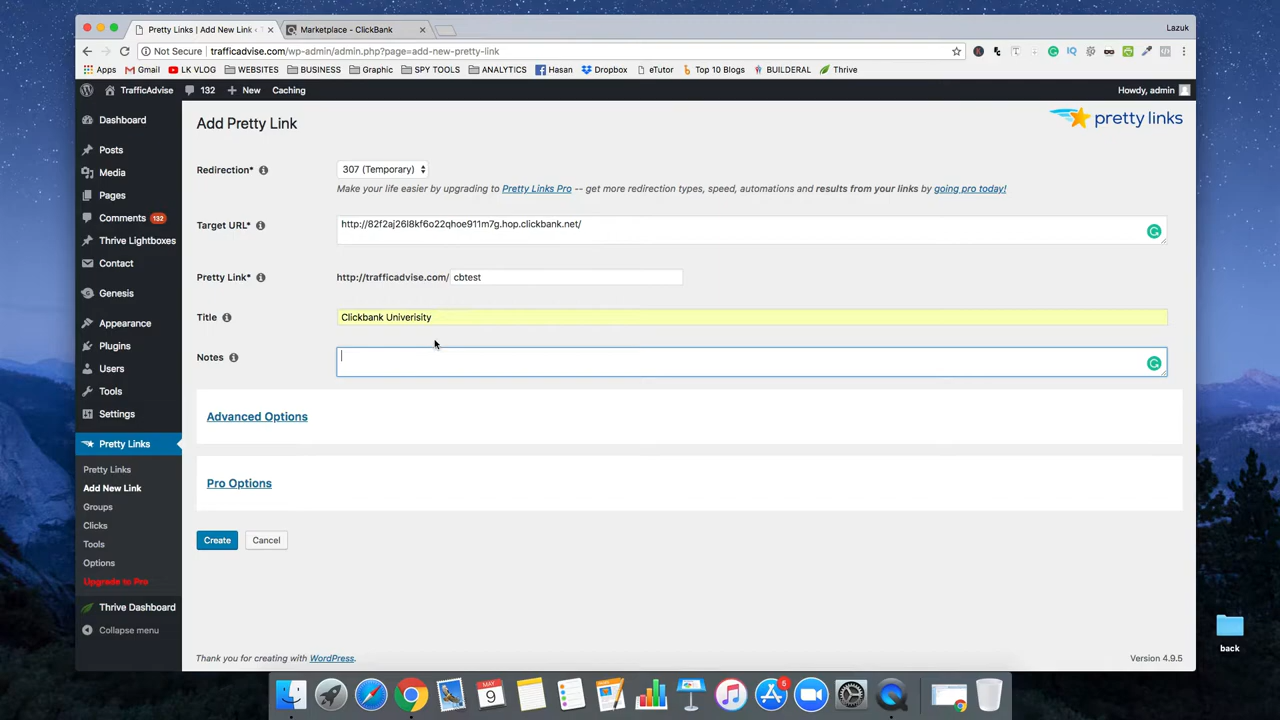 Pretty Links | Add New Link ‹ T
Marketplace - ClickBank
Lazuk
Not Secure
trafficadvise.com/wp-admin/admin.php?page=add-new-pretty-link
Apps
Gmail
LK VLOG
WEBSITES
BUSINESS
Graphic
SPY TOOLS
ANALYTICS
Hasan
Dropbox
eTutor
Top 10 Blogs
BUILDERAL
Thrive
TrafficAdvise
132
New
Caching
Howdy, admin
Dashboard
Posts
Media
Pages
Comments 132
Thrive Lightboxes
Contact
Genesis
Appearance
Plugins
Users
Tools
Settings
Pretty Links
Pretty Links
Add New Link
Groups
Clicks
Tools
Options
Upgrade to Pro
Thrive Dashboard
Collapse menu
Add Pretty Link
pretty links
Redirection*
307 (Temporary)
Make your life easier by upgrading to Pretty Links Pro -- get more redirection types, speed, automations and results from your links by going pro today!
Target URL*
http://82f2aj26l8kf6o22qhoe911m7g.hop.clickbank.net/
Pretty Link*
http://trafficadvise.com/ cbtest
Title
Clickbank Univerisity
Notes
Advanced Options
Pro Options
Create
Cancel
Thank you for creating with WordPress.
Version 4.9.5
back
MAY
9
6